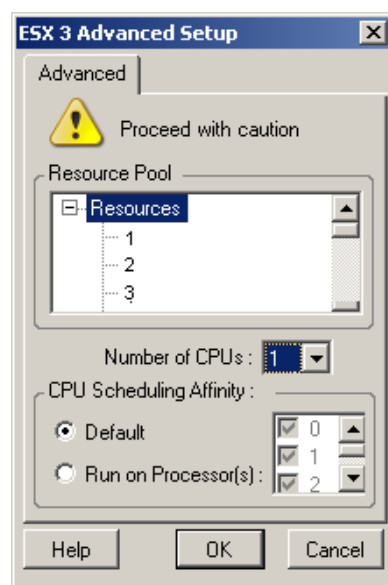 ESX 3 Advanced Setup
Advanced
Proceed with caution
Resource Pool
Resources
1
2
3
Number of CPUs : 1
CPU Scheduling Affinity :
Default
Run on Processor(s) :
0
1
2
Help OK Cancel